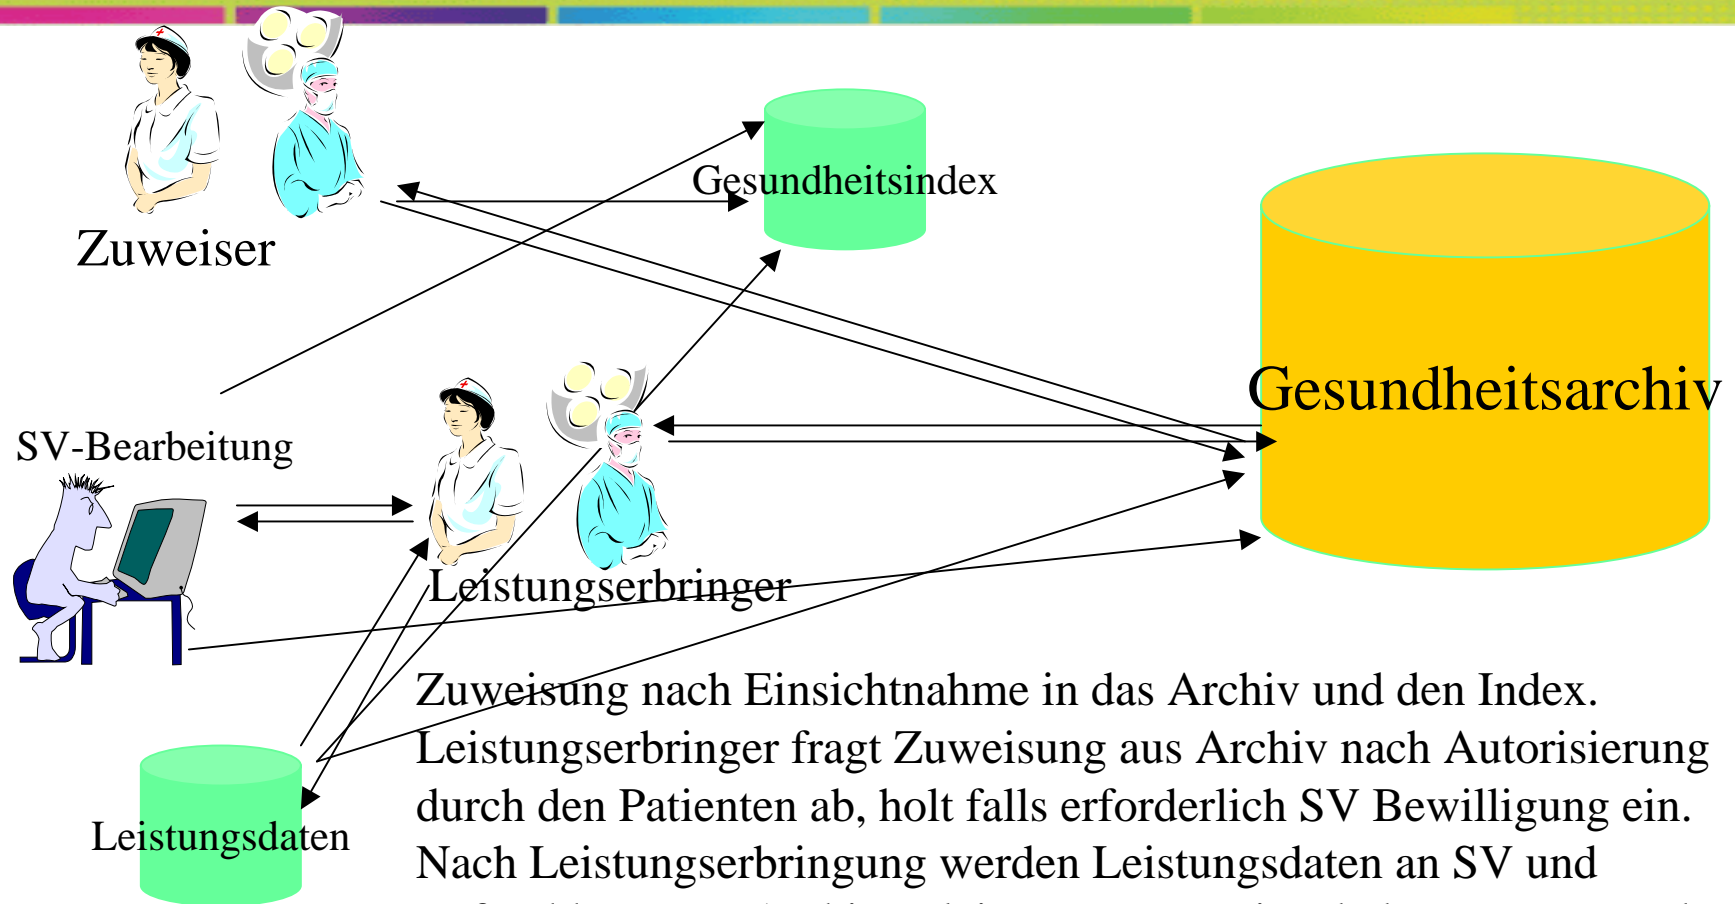 Gesundheitsindex
Zuweiser
Gesundheitsarchiv
SV-Bearbeitung
Leistungserbringer
Zuweisung nach Einsichtnahme in das Archiv und den Index.
Leistungserbringer fragt Zuweisung aus Archiv nach Autorisierung
durch den Patienten ab, holt falls erforderlich SV Bewilligung ein.
Leistungsdaten
Nach Leistungserbringung werden Leistungsdaten an SV und